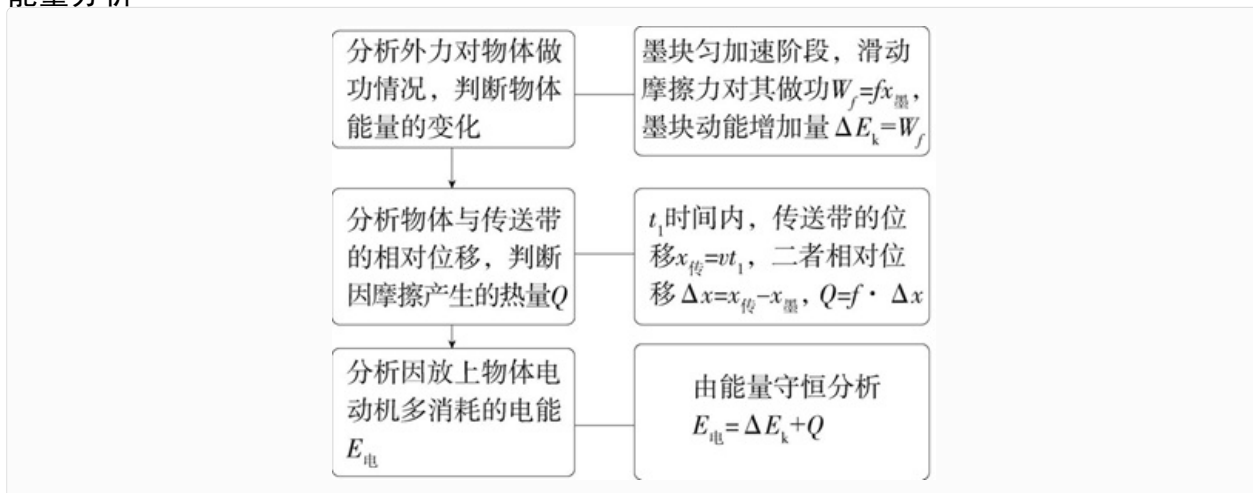 能量分析
分析外力对物体做
功情况，判断物体
能量的变化
墨块匀加速阶段，滑动
摩擦力对其做功W_f=fx_墨，
墨块动能增加量ΔE_k=W_f
分析物体与传送带
的相对位移，判断
因摩擦产生的热量Q
t_1时间内，传送带的位
移x_传=vt_1，二者相对位
移Δx=x_传-x_墨，Q=f·Δx
分析因放上物体电
动机多消耗的电能
E_电
由能量守恒分析
E_电=ΔE_k+Q